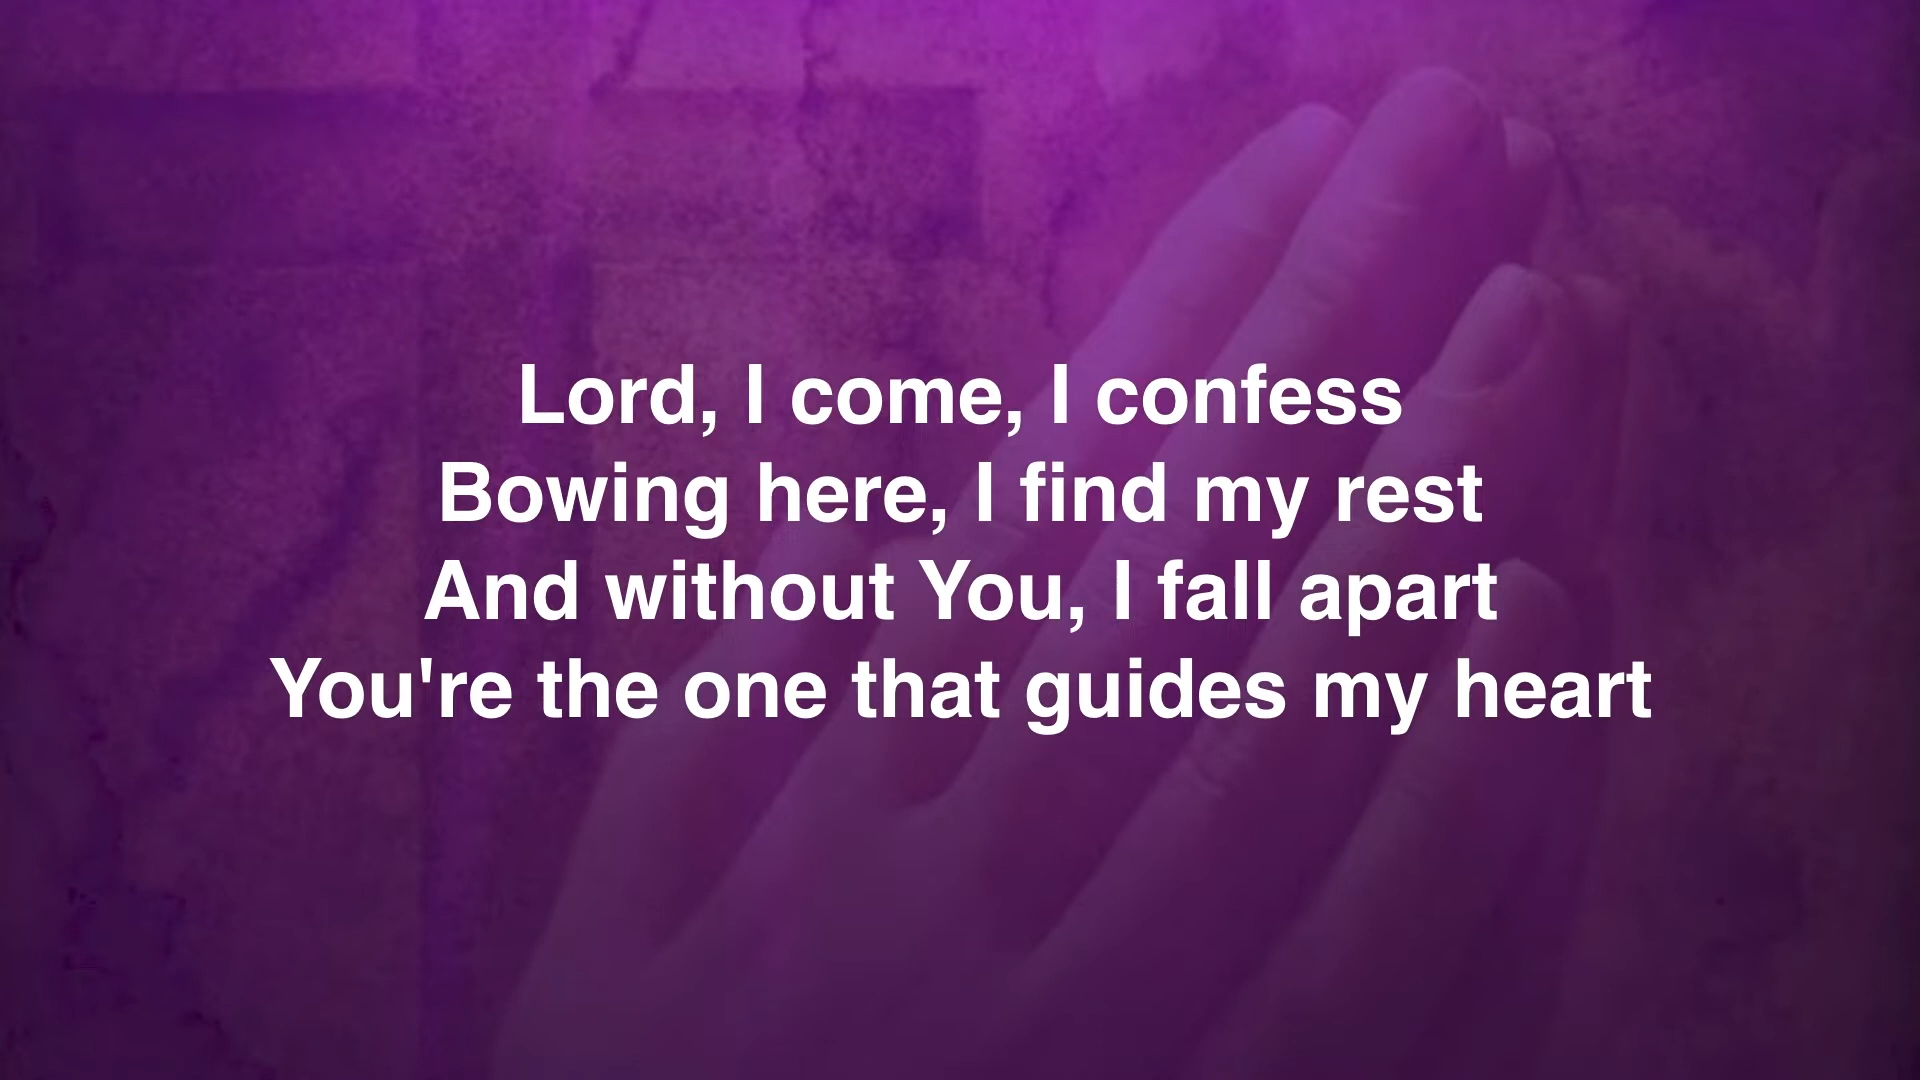 Lord, I come, I confess
Bowing here, I find my rest
And without You, I fall apart
You're the one that guides my heart